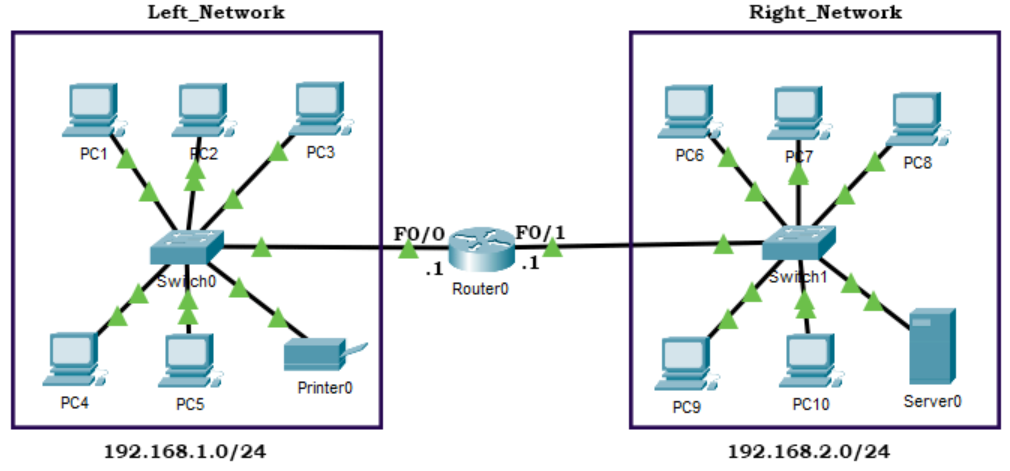 Left_Network
Right_Network
PC1
PC2
PC3
PC6
PC7
PC8
F0/0
F0/1
.1
.1
Switch0
Router0
Switch1
PC4
PC5
Printer0
PC9
PC10
Server0
192.168.1.0/24
192.168.2.0/24